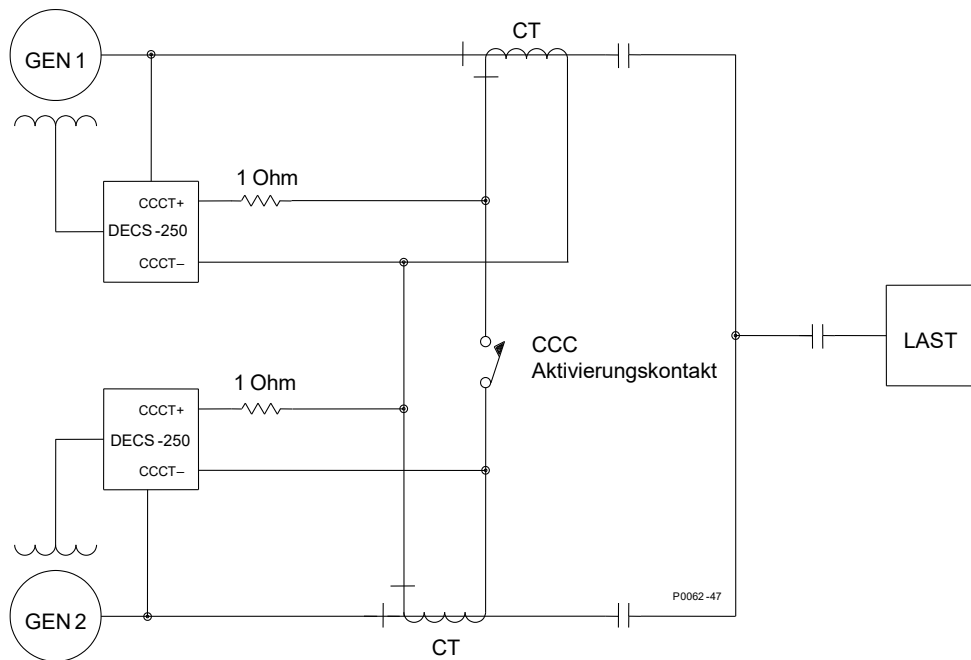 CT
GEN 1
1 Ohm
CCCT+
DECS-250
CCCT–
CCC
Aktivierungskontakt
LAST
1 Ohm
CCCT+
DECS-250
CCCT–
P0062-47
GEN 2
CT